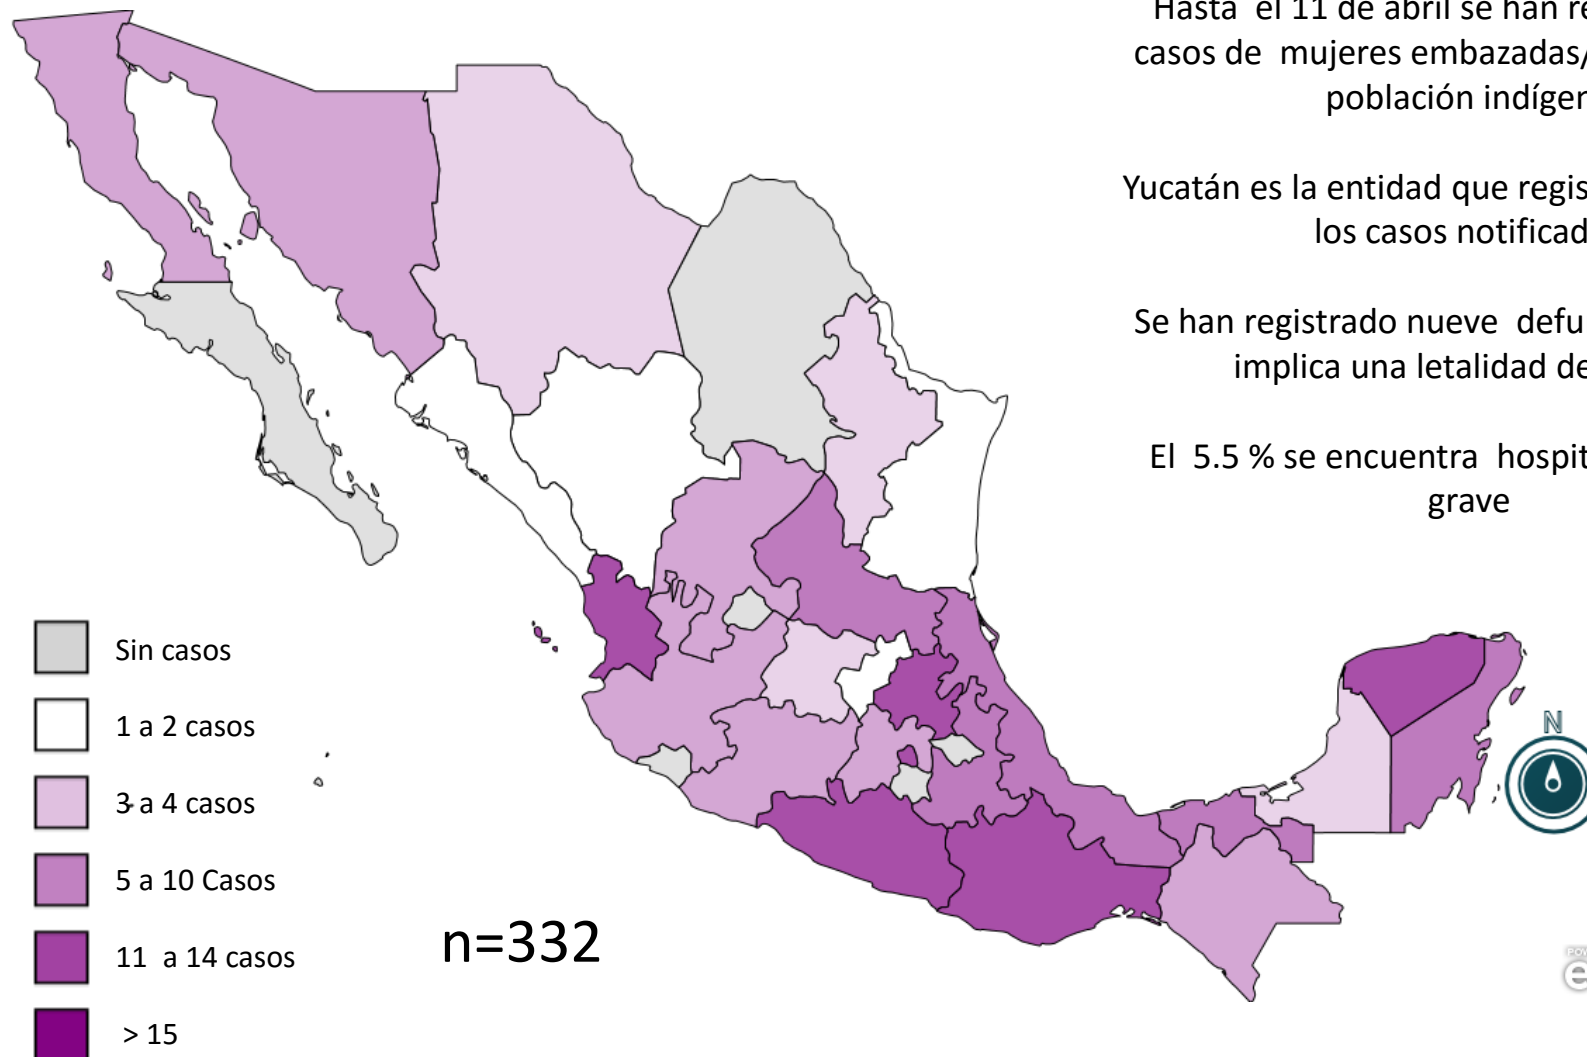 Hasta el 11 de abril se han re
casos de mujeres embazadas/
población indíger
Yucatán es la entidad que regis
los casos notificad
Se han registrado nueve defu
implica una letalidad de
El 5.5 % se encuentra hospit
grave
Sin casos
1 a 2 casos
3 a 4 casos
5 a 10 Casos
11 a 14 casos
> 15
n=332
N